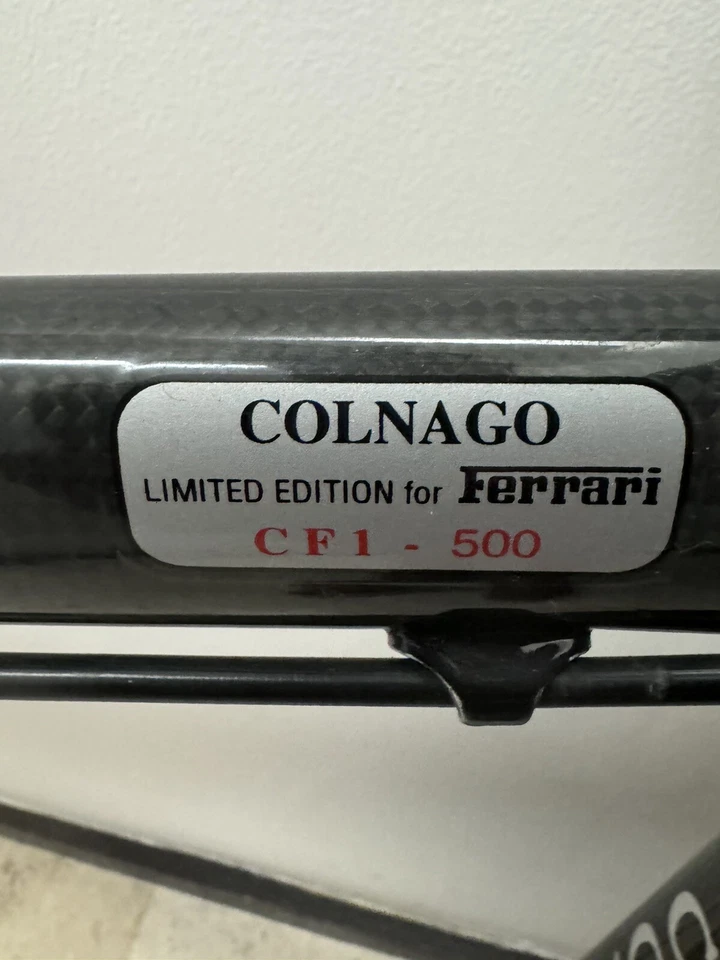 COLNAGO
LIMITED EDITION for Ferrari
CF1 - 500